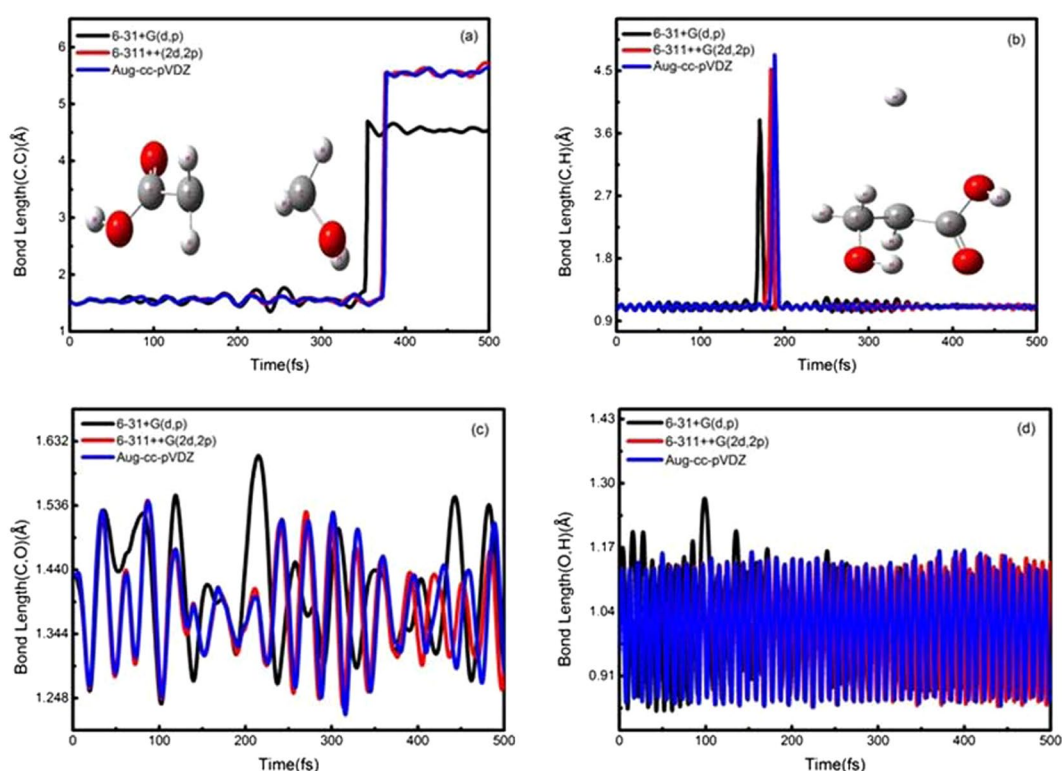 (a)
6-31+G(d,p)
6-311++(2d,2p)
Aug-cc-pVDZ
Bond Length(C,C)(Å)
6
5
4
3
2
1
0 100 200 300 400 500
Time(fs)
(b)
6-31+G(d,p)
6-311++G(2d,2p)
Aug-cc-pVDZ
Bond Length(C,H)(Å)
4.5
3.6
2.7
1.8
0.9
0 100 200 300 400 500
Time(fs)
(c)
6-31+G(d,p)
6-311++G(2d,2p)
Aug-cc-pVDZ
Bond Length(C,O)(Å)
1.632
1.536
1.440
1.344
1.248
0 100 200 300 400 500
Time(fs)
(d)
6-31+G(d,p)
6-311++G(2d,2p)
Aug-cc-pVDZ
Bond Length(O,H)(Å)
1.43
1.30
1.17
1.04
0.91
0 100 200 300 400 500
Time(fs)